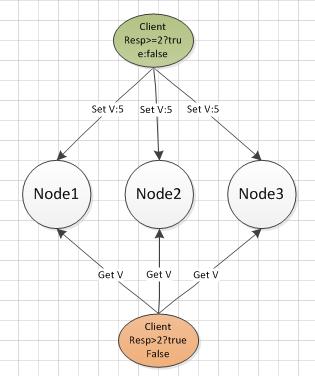 Client
Resp>=2?tru
e:false
Set V:5 Set V:5 Set V:5
Node1 Node2 Node3
Get V Get V Get V
Client
Resp>2?true
False